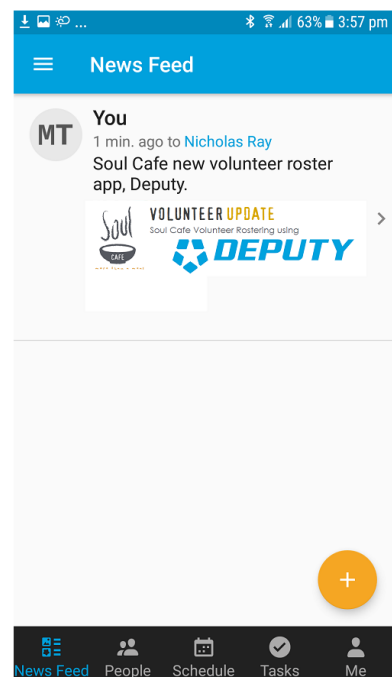 63% 3:57 pm
News Feed
MT
You
1 min. ago to Nicholas Ray
Soul Cafe new volunteer roster
app, Deputy.
Soul
CAFE
VOLUNTEER UPDATE
Soul Cafe Volunteer Rostering using
DEPUTY
News Feed People Schedule Tasks Me